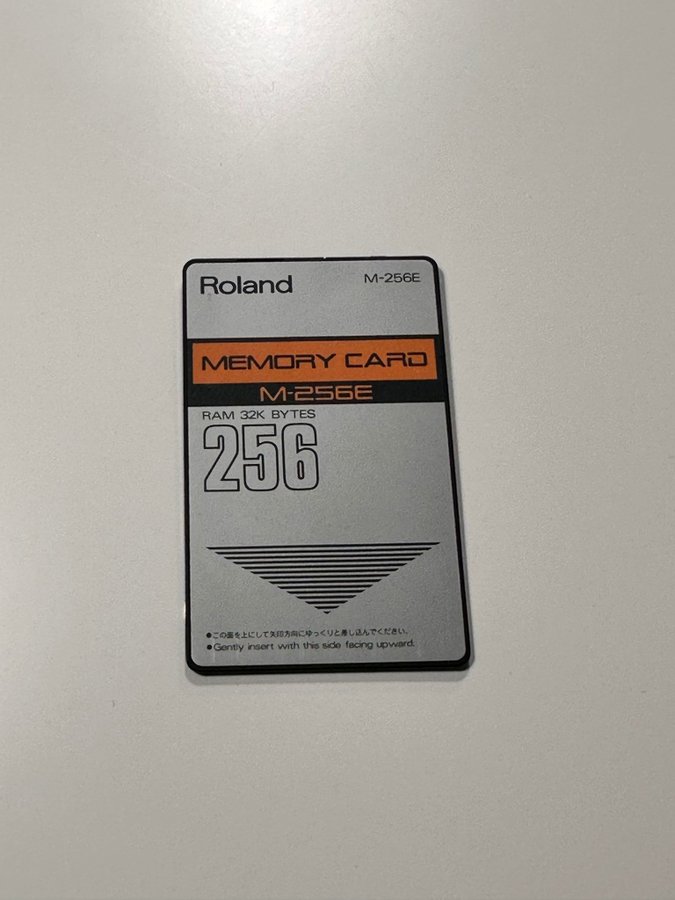 Roland
M-256E
MEMORY CARD
M-256E
RAM 32K BYTES
256
●この面を上にして矢印方向にゆっくりと差し込んでください。
●Gently insert with this side facing upward.